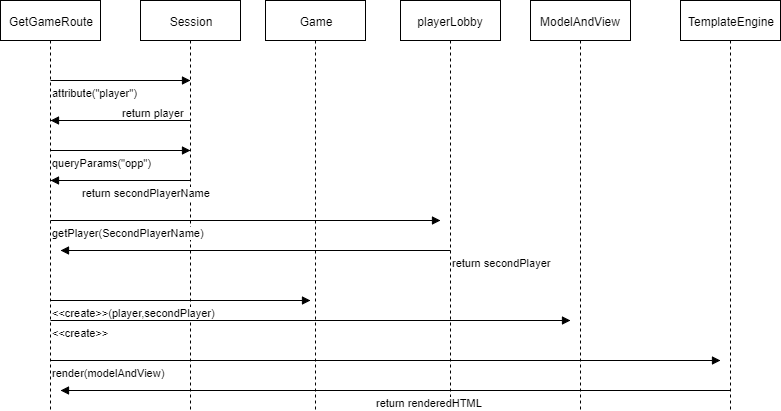 GetGameRoute
Session
Game
playerLobby
ModelAndView
TemplateEngine
attribute("player")
return player
queryParams("opp")
return secondPlayerName
getPlayer(SecondPlayerName)
return secondPlayer
<<create>>(player,secondPlayer)
<<create>>
render(modelAndView)
return renderedHTML